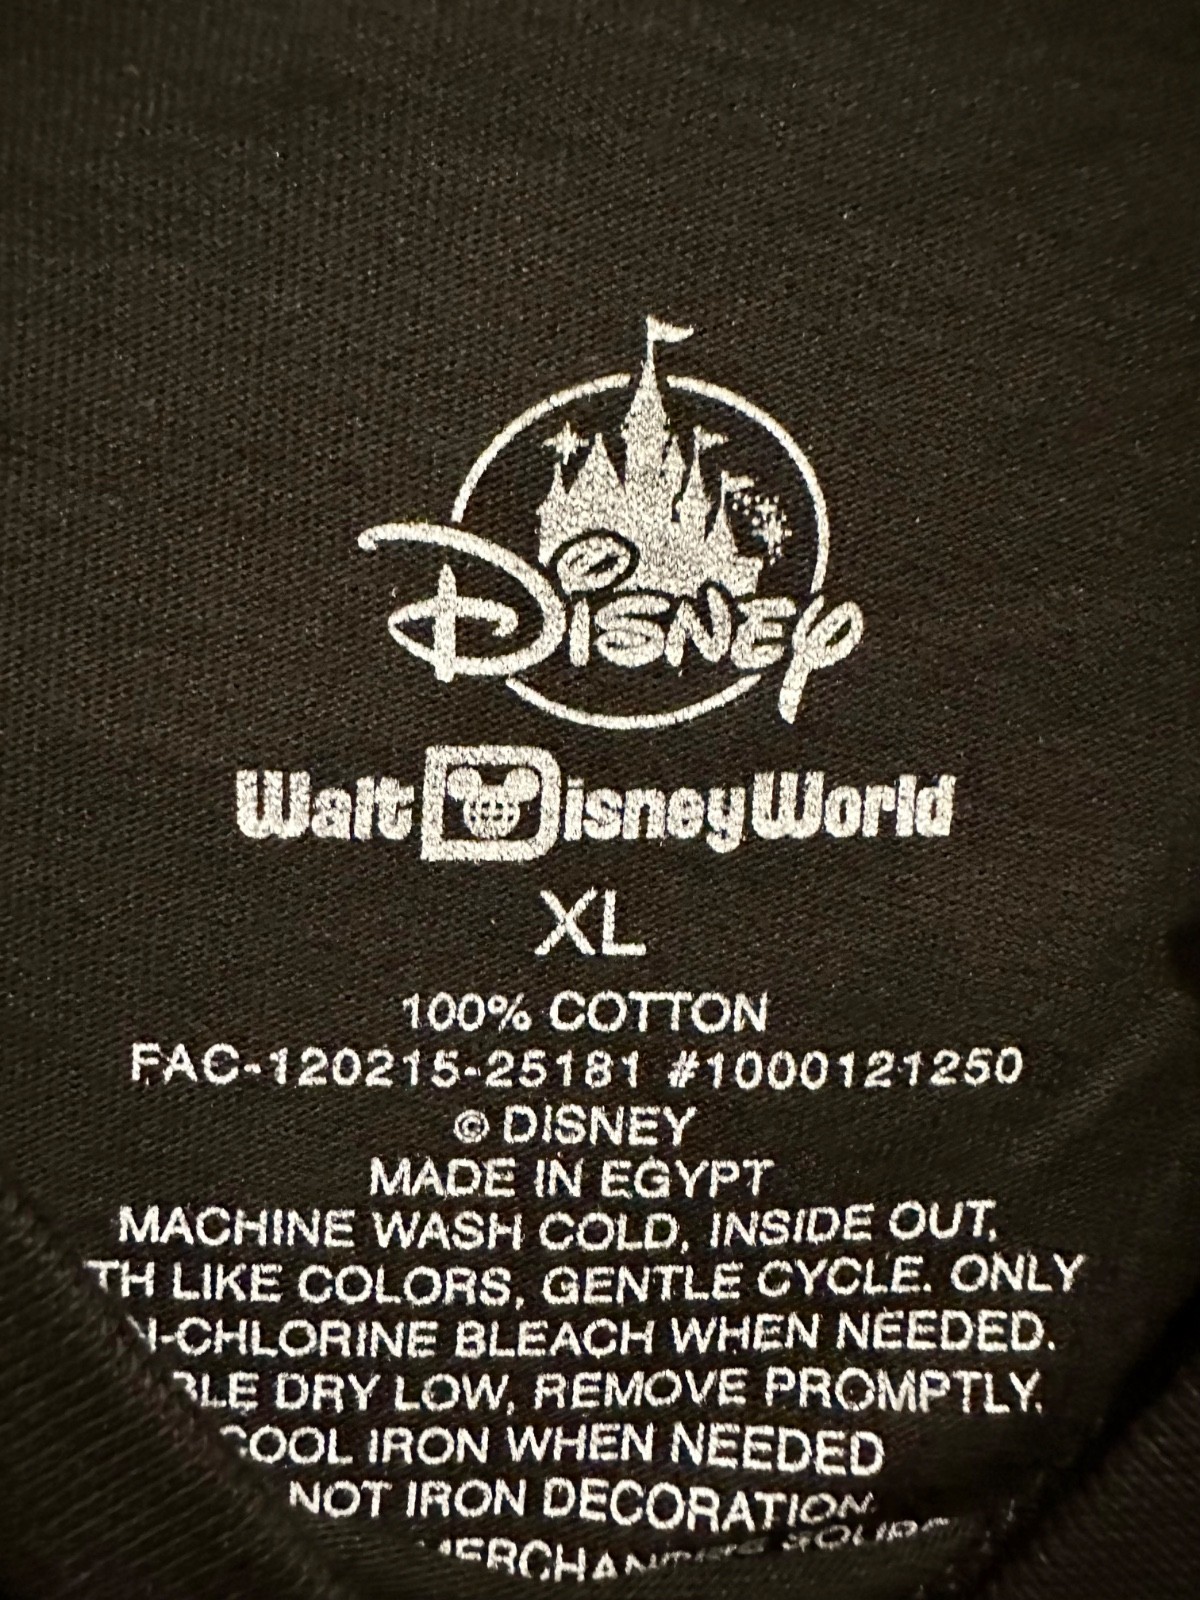 Disney
Walt Disney World
XL
100% COTTON
FAC-120215-25181 #1000121250
© DISNEY
MADE IN EGYPT
MACHINE WASH COLD, INSIDE OUT,
TH LIKE COLORS, GENTLE CYCLE. ONLY
N-CHLORINE BLEACH WHEN NEEDED.
BLE DRY LOW, REMOVE PROMPTLY.
COOL IRON WHEN NEEDED
NOT IRON DECORATION.